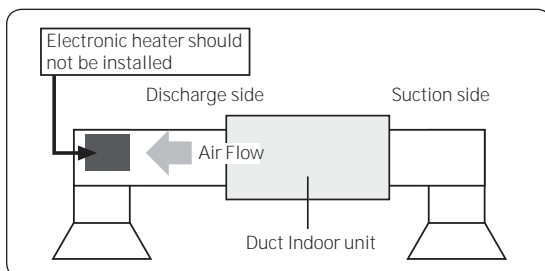 Electronic heater should
not be installed
Discharge side
Suction side
Air Flow
Duct Indoor unit